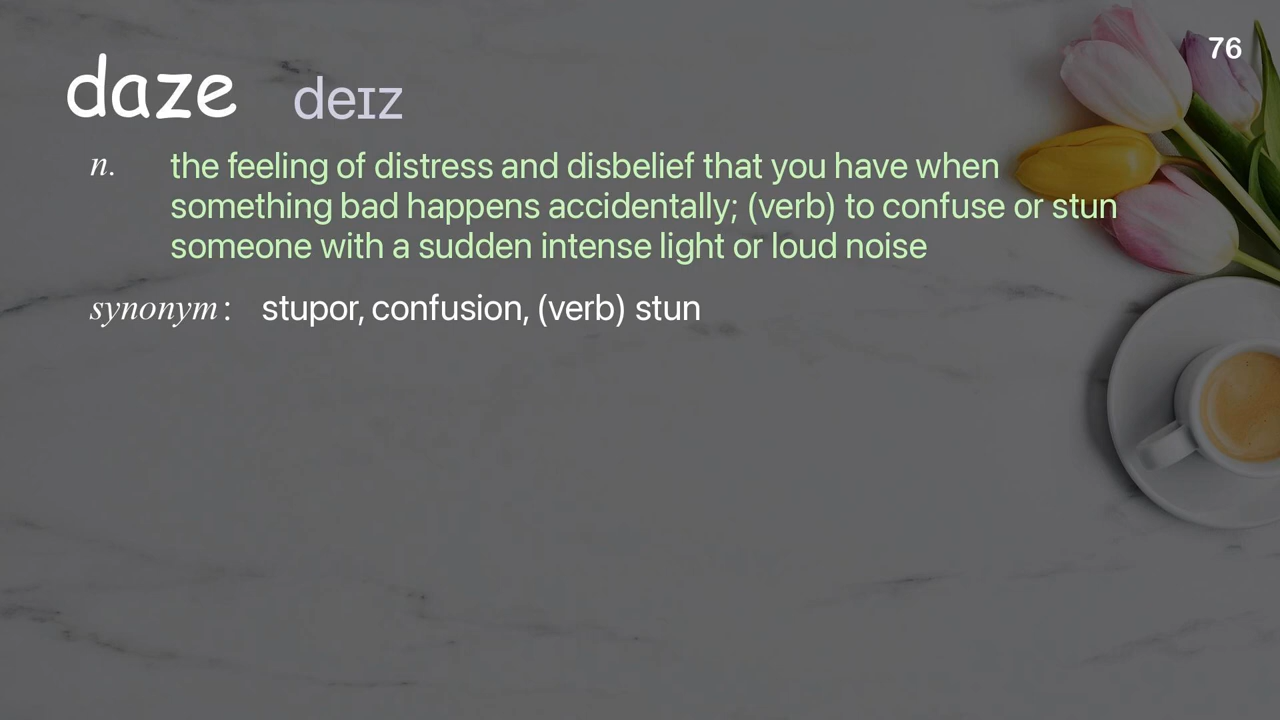 76
daze deɪz
n. the feeling of distress and disbelief that you have when
something bad happens accidentally; (verb) to confuse or stun
someone with a sudden intense light or loud noise
synonym: stupor, confusion, (verb) stun